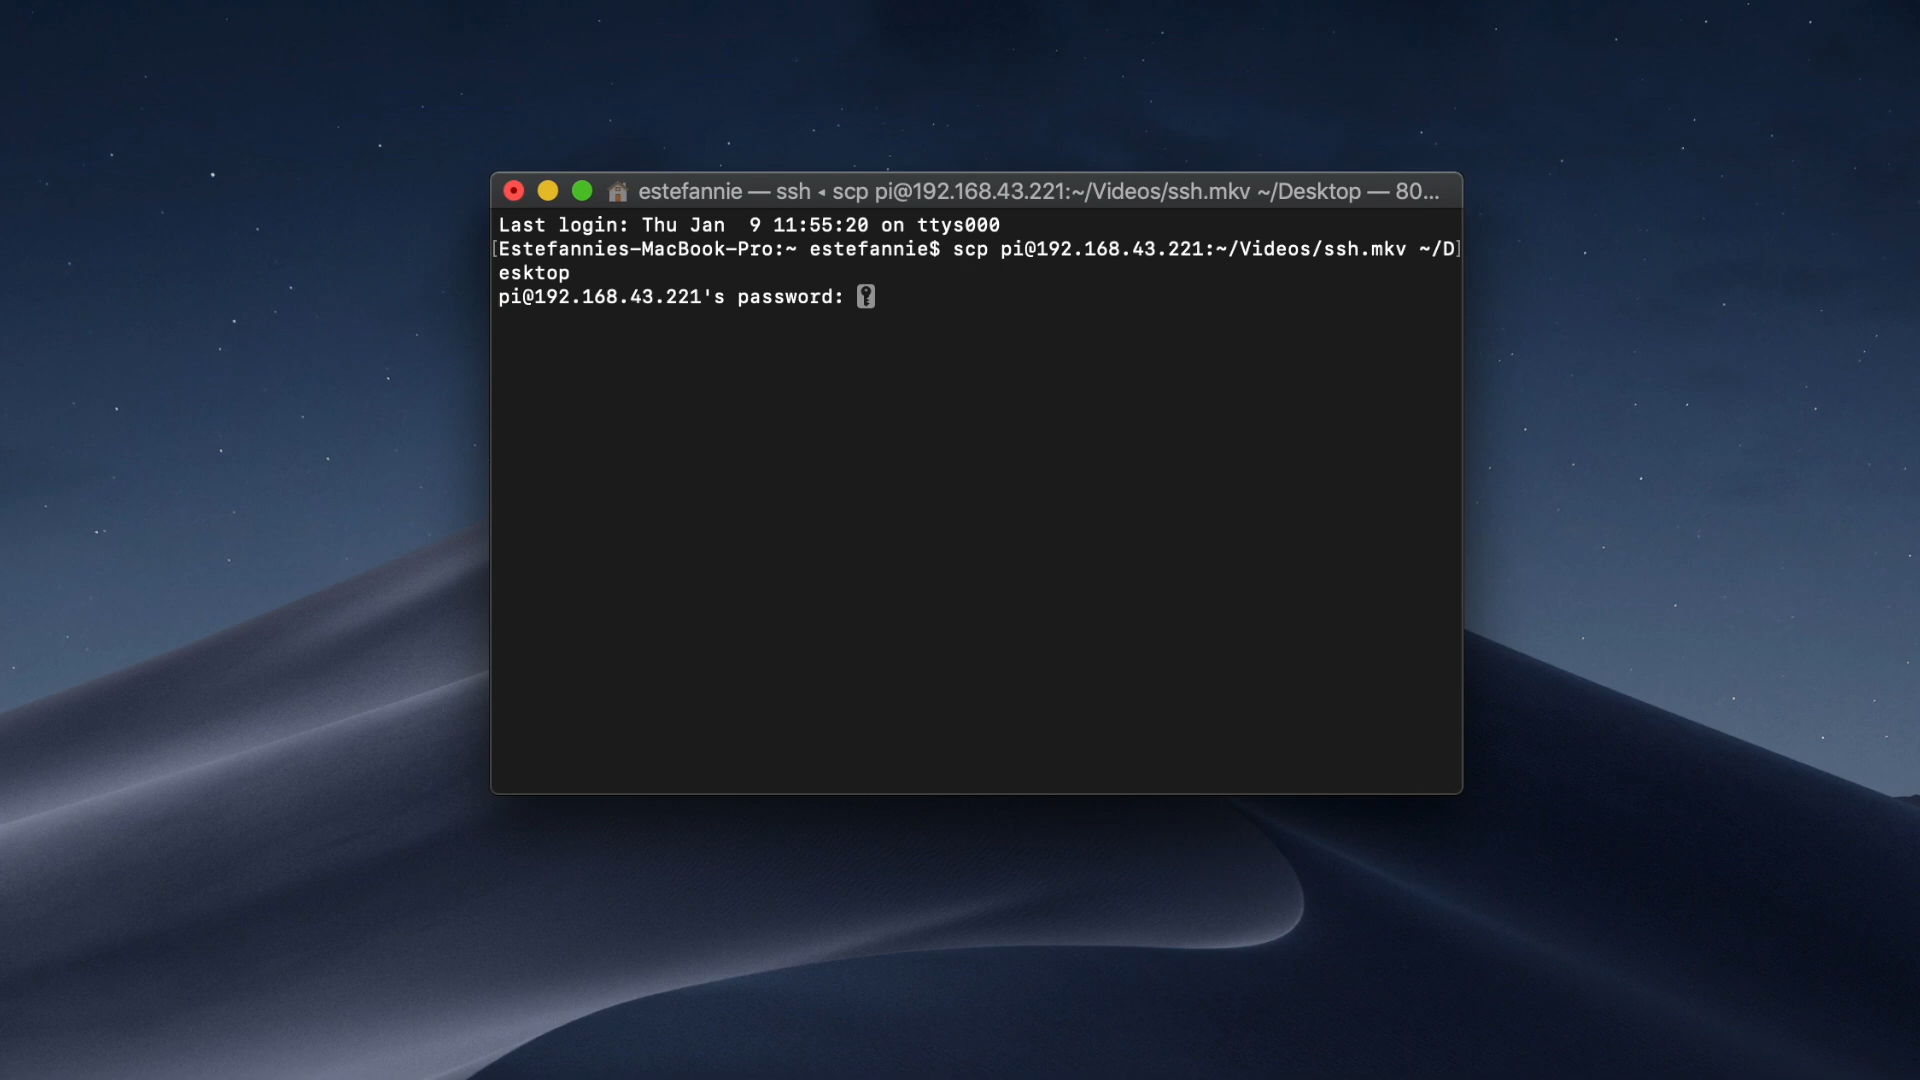 estefannie — ssh ◂ scp pi@192.168.43.221:~/Videos/ssh.mkv ~/Desktop — 80...
Last login: Thu Jan  9 11:55:20 on ttys000
[Estefannies-MacBook-Pro:~ estefannie$ scp pi@192.168.43.221:~/Videos/ssh.mkv ~/D]
esktop
pi@192.168.43.221's password: